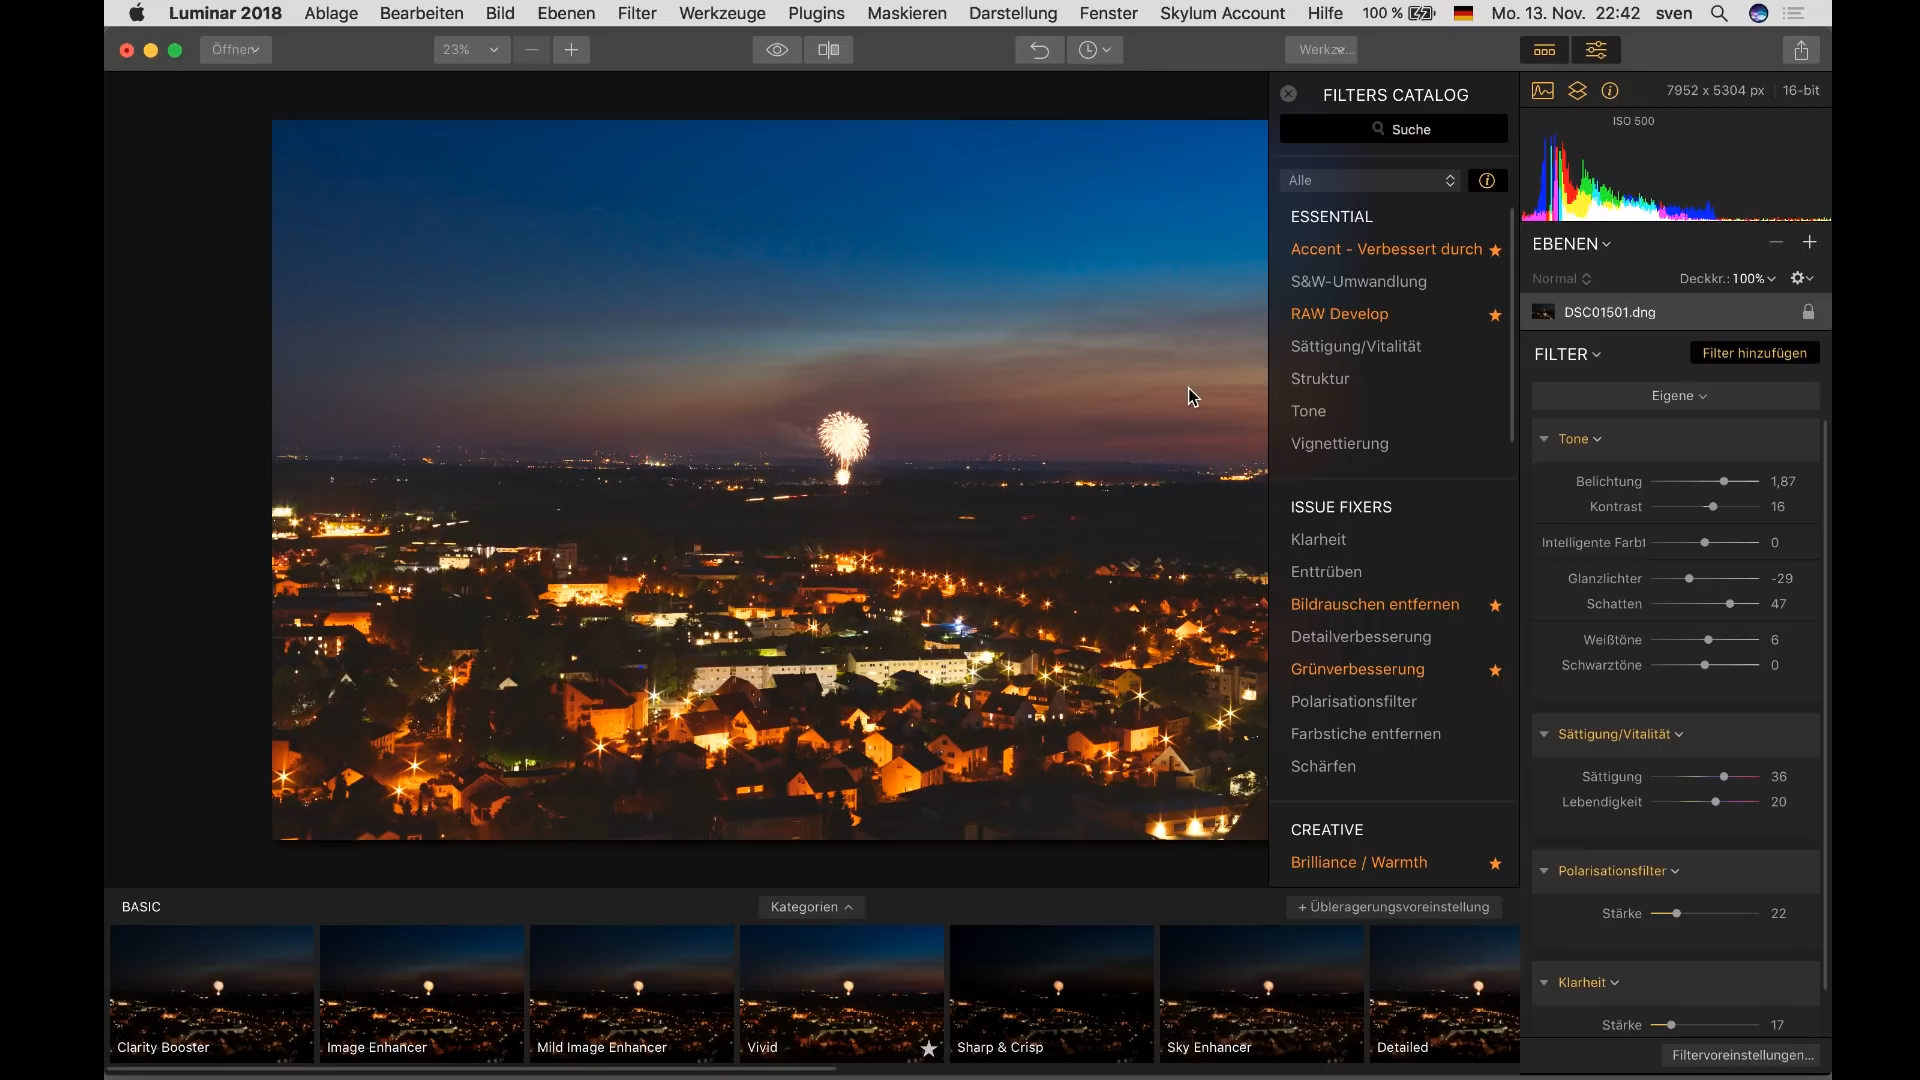 Luminar 2018 Ablage Bearbeiten Bild Ebenen Filter Werkzeuge Plugins Maskieren Darstellung Fenster Skylum Account Hilfe 100 % Mo. 13. Nov. 22:42 sven
Öffnen 23% Werkze...
FILTERS CATALOG
Suche
Alle
ESSENTIAL
Accent - Verbessert durch
S&W-Umwandlung
RAW Develop
Sättigung/Vitalität
Struktur
Tone
Vignettierung
ISSUE FIXERS
Klarheit
Enttrüben
Bildrauschen entfernen
Detailverbesserung
Grünverbesserung
Polarisationsfilter
Farbstiche entfernen
Schärfen
CREATIVE
Brilliance / Warmth
7952 x 5304 px 16-bit
ISO 500
EBENEN
Normal Deckkr.: 100%
DSC01501.dng
FILTER Filter hinzufügen
Eigene
Tone
Belichtung 1,87
Kontrast 16
Intelligente Farbt 0
Glanzlichter -29
Schatten 47
Weißtöne 6
Schwarztöne 0
Sättigung/Vitalität
Sättigung 36
Lebendigkeit 20
Polarisationsfilter
Stärke 22
Klarheit
Stärke 17
Filtervoreinstellungen...
BASIC Kategorien + Übleragerungsvoreinstellung
Clarity Booster Image Enhancer Mild Image Enhancer Vivid Sharp & Crisp Sky Enhancer Detailed